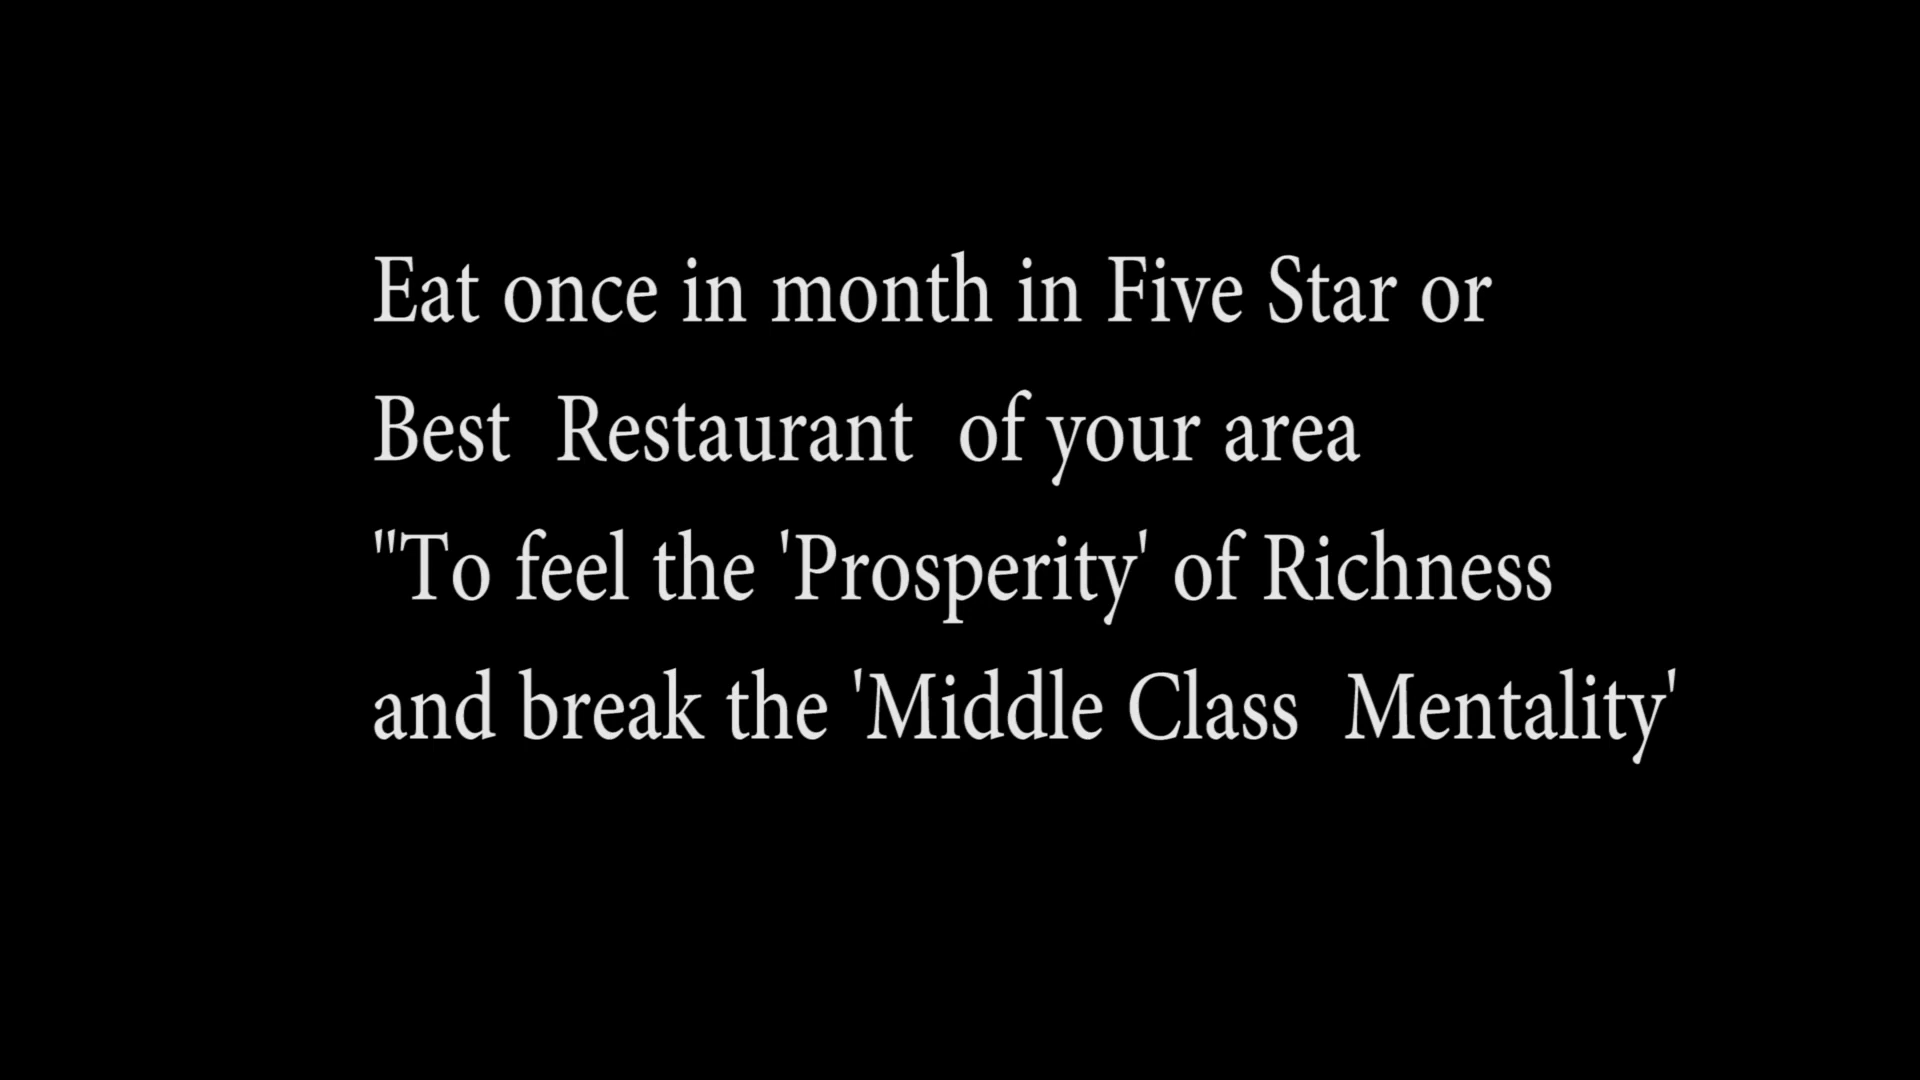 Eat once in month in Five Star or
Best  Restaurant  of your area
"To feel the 'Prosperity' of Richness
and break the 'Middle Class  Mentality'